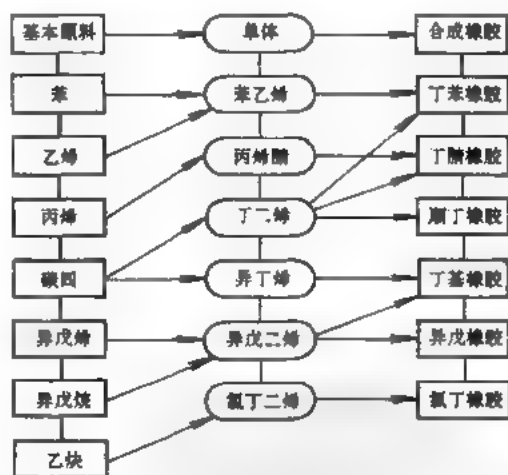 基本原料 单体 合成橡胶
苯 苯乙烯 丁苯橡胶
乙烯 丙烯腈 丁腈橡胶
丙烯 丁二烯 顺丁橡胶
碳四 异丁烯 丁基橡胶
异戊烯 异戊二烯 异戊橡胶
异戊烷 氯丁二烯 氯丁橡胶
乙炔